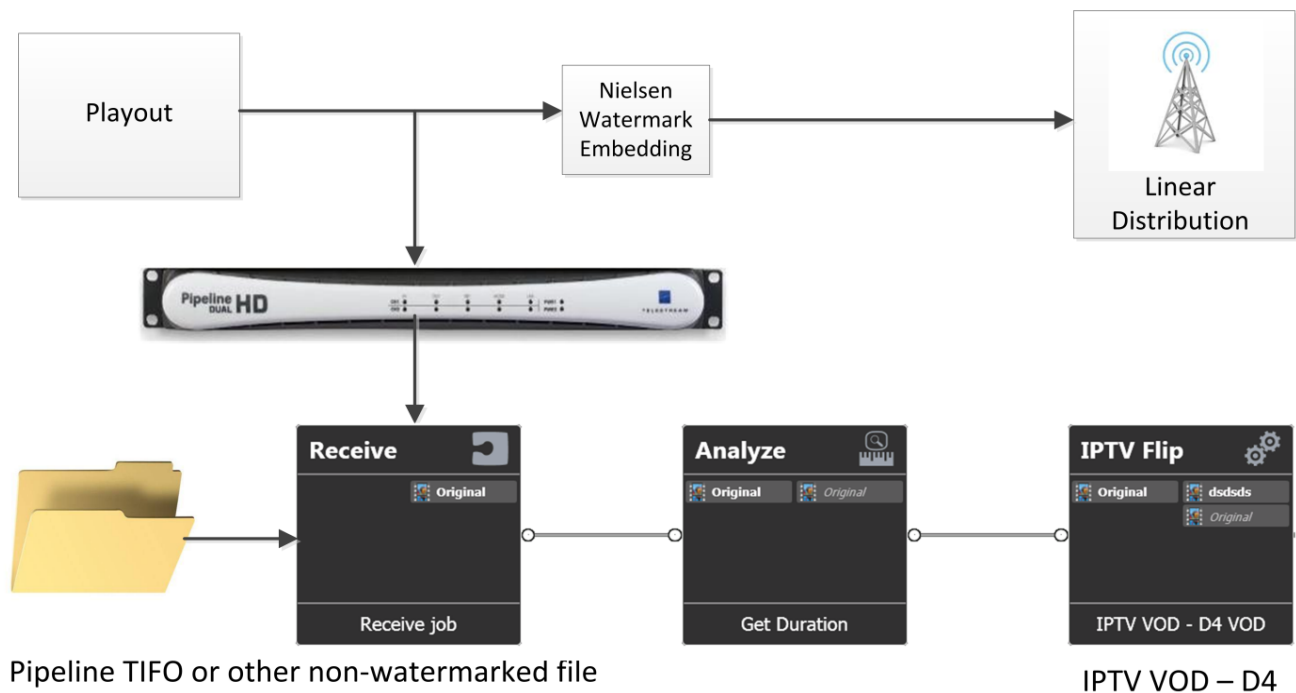 Playout
Nielsen
Watermark
Embedding
Linear
Distribution
Pipeline
DUAL HD
TELESTREAM
Receive
Original
Receive job
Analyze
Original
Original
Get Duration
IPTV Flip
Original
dsdsds
Original
IPTV VOD - D4 VOD
Pipeline TIFO or other non-watermarked file
IPTV VOD – D4